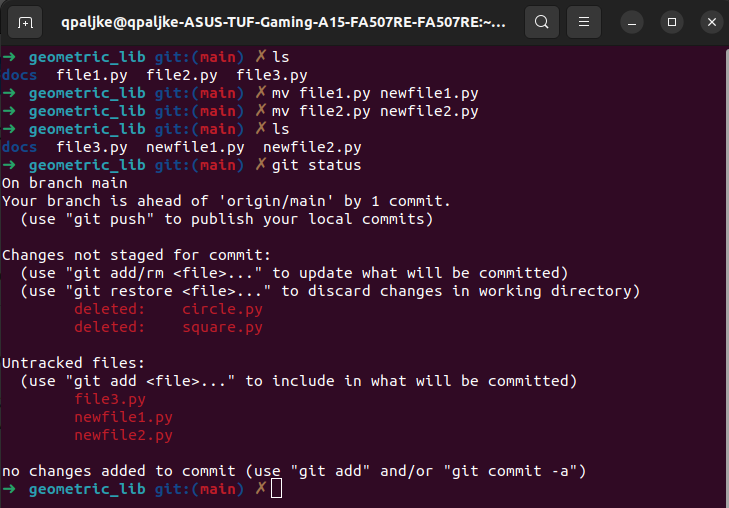 qpaljke@qpaljke-ASUS-TUF-Gaming-A15-FA507RE-FA507RE:~...
➜ geometric_lib git:(main) ✗ ls
docs file1.py file2.py file3.py
➜ geometric_lib git:(main) ✗ mv file1.py newfile1.py
➜ geometric_lib git:(main) ✗ mv file2.py newfile2.py
➜ geometric_lib git:(main) ✗ ls
docs file3.py newfile1.py newfile2.py
➜ geometric_lib git:(main) ✗ git status
On branch main
Your branch is ahead of 'origin/main' by 1 commit.
  (use "git push" to publish your local commits)

Changes not staged for commit:
  (use "git add/rm <file>..." to update what will be committed)
  (use "git restore <file>..." to discard changes in working directory)
        deleted:    circle.py
        deleted:    square.py

Untracked files:
  (use "git add <file>..." to include in what will be committed)
        file3.py
        newfile1.py
        newfile2.py

no changes added to commit (use "git add" and/or "git commit -a")
➜ geometric_lib git:(main) ✗